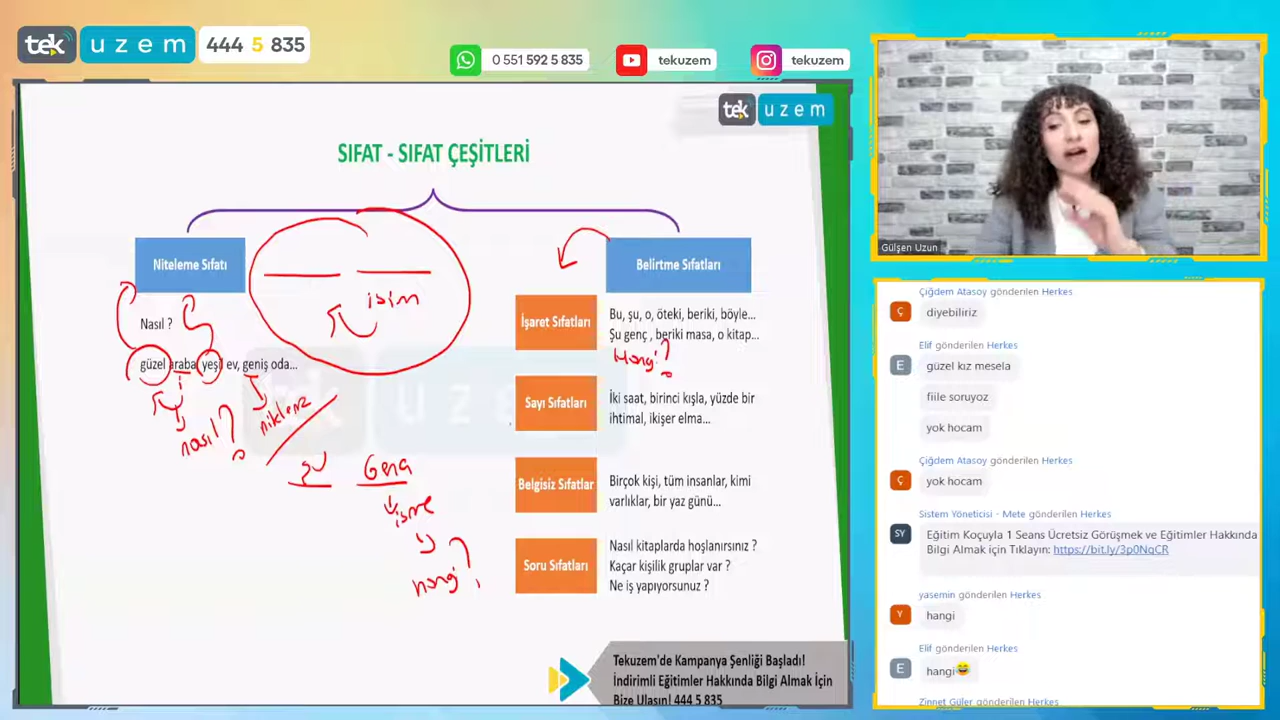 tek uzem 444 5 835
0 551 592 5 835
tekuzem
tekuzem
tek uzem
SIFAT - SIFAT ÇEŞİTLERİ
Niteleme Sıfatı
Nasıl ?
güzel araba, yeşil ev, geniş oda...
nasıl?
isim
isme
hangi?
Belirtme Sıfatları
İşaret Sıfatları
Bu, şu, o, öteki, beriki, böyle...
Şu genç , beriki masa, o kitap...
Hangi?
Sayı Sıfatları
İki saat, birinci kışla, yüzde bir
ihtimal, ikişer elma...
Belgisiz Sıfatlar
Birçok kişi, tüm insanlar, kimi
varlıklar, bir yaz günü...
Soru Sıfatları
Nasıl kitaplarda hoşlanırsınız ?
Kaçar kişilik gruplar var ?
Ne iş yapıyorsunuz ?
Tekuzem'de Kampanya Şenliği Başladı!
İndirimli Eğitimler Hakkında Bilgi Almak İçin
Bize Ulaşın! 444 5 835
Gülşen Uzun
Çiğdem Atasoy gönderilen Herkes
Ç
diyebiliriz
Elif gönderilen Herkes
E
güzel kız mesela
fiile soruyoz
yok hocam
Çiğdem Atasoy gönderilen Herkes
Ç
yok hocam
Sistem Yöneticisi - Mete gönderilen Herkes
SY
Eğitim Koçuyla 1 Seans Ücretsiz Görüşmek ve Eğitimler Hakkında
Bilgi Almak için Tıklayın: https://bit.ly/3p0NqCR
yasemin gönderilen Herkes
Y
hangi
Elif gönderilen Herkes
E
hangi😂
Zinnet Güler gönderilen Herkes